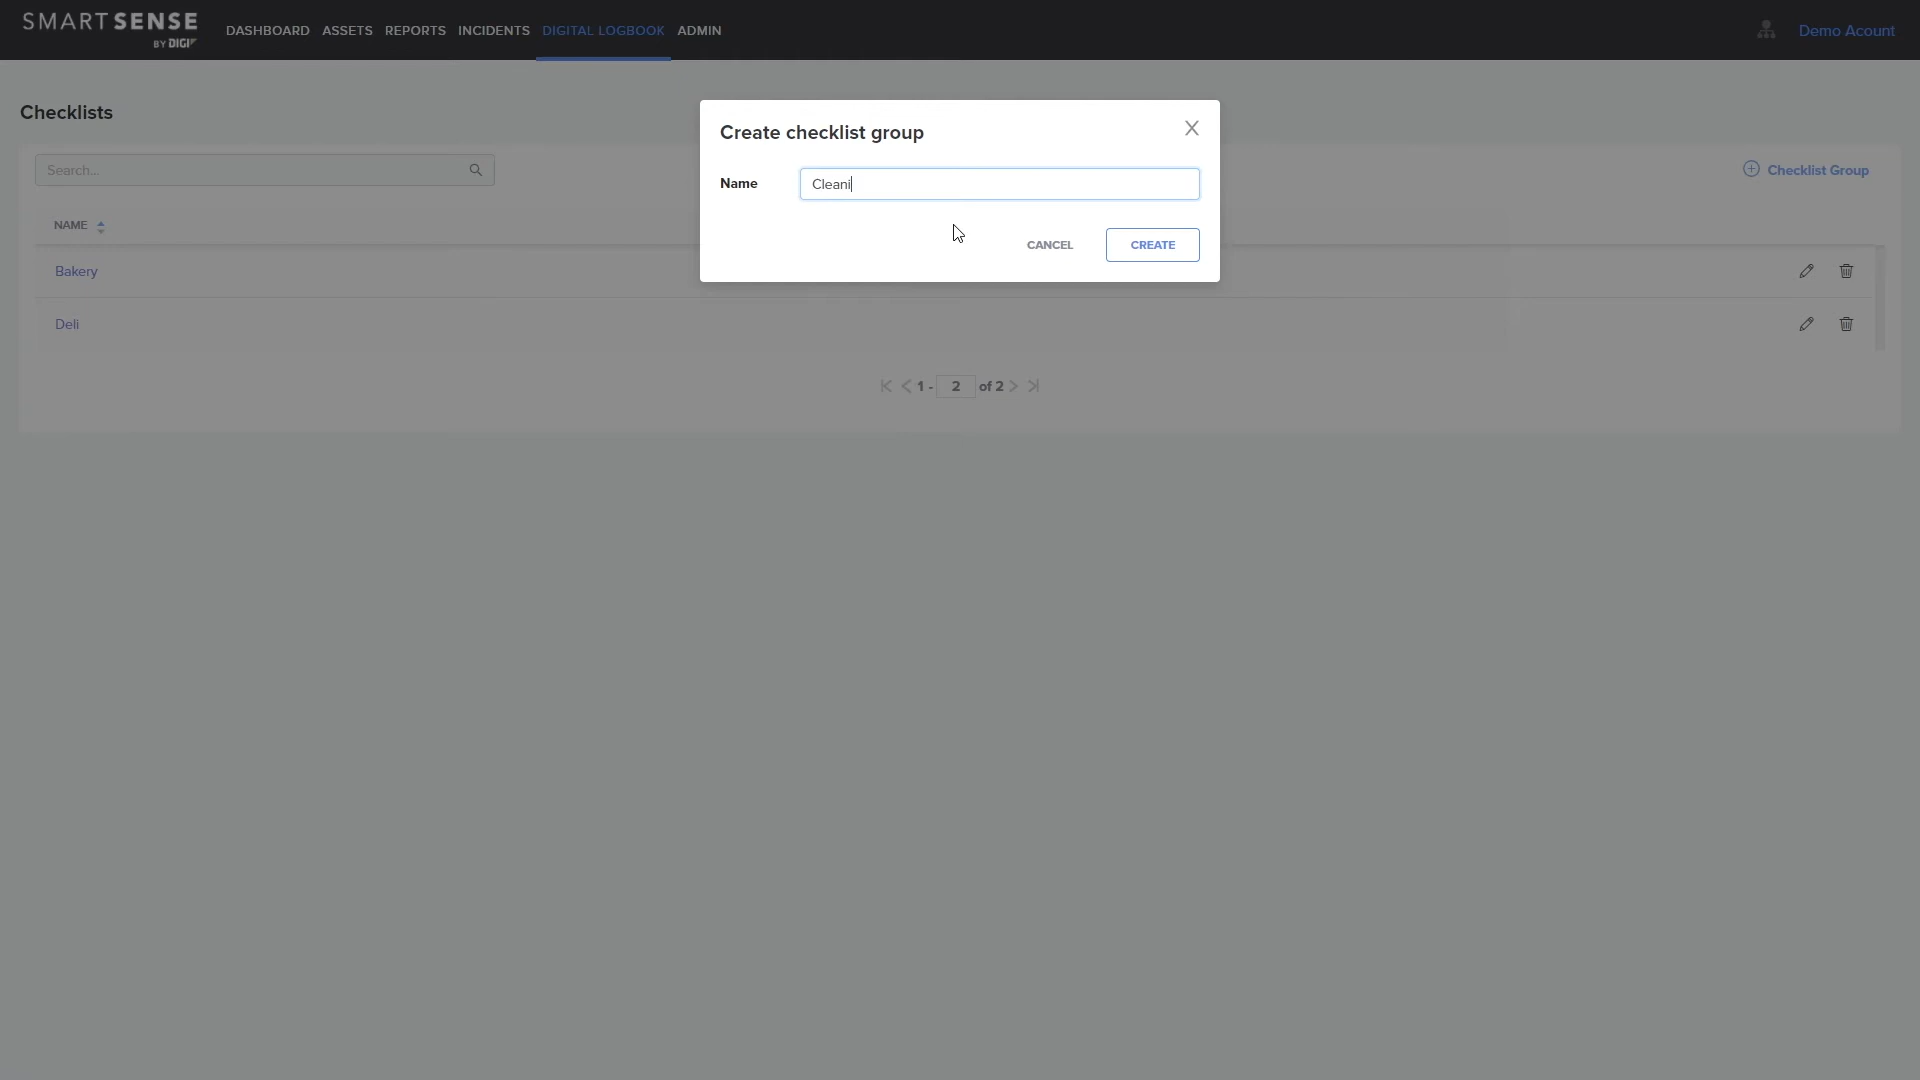 SMARTSENSE
BY DIGI
DASHBOARD ASSETS REPORTS INCIDENTS DIGITAL LOGBOOK ADMIN
Demo Acount
Checklists
Search...
Checklist Group
NAME
Bakery
Deli
1 - 2 of 2
Create checklist group
X
Name
Cleani
CANCEL
CREATE